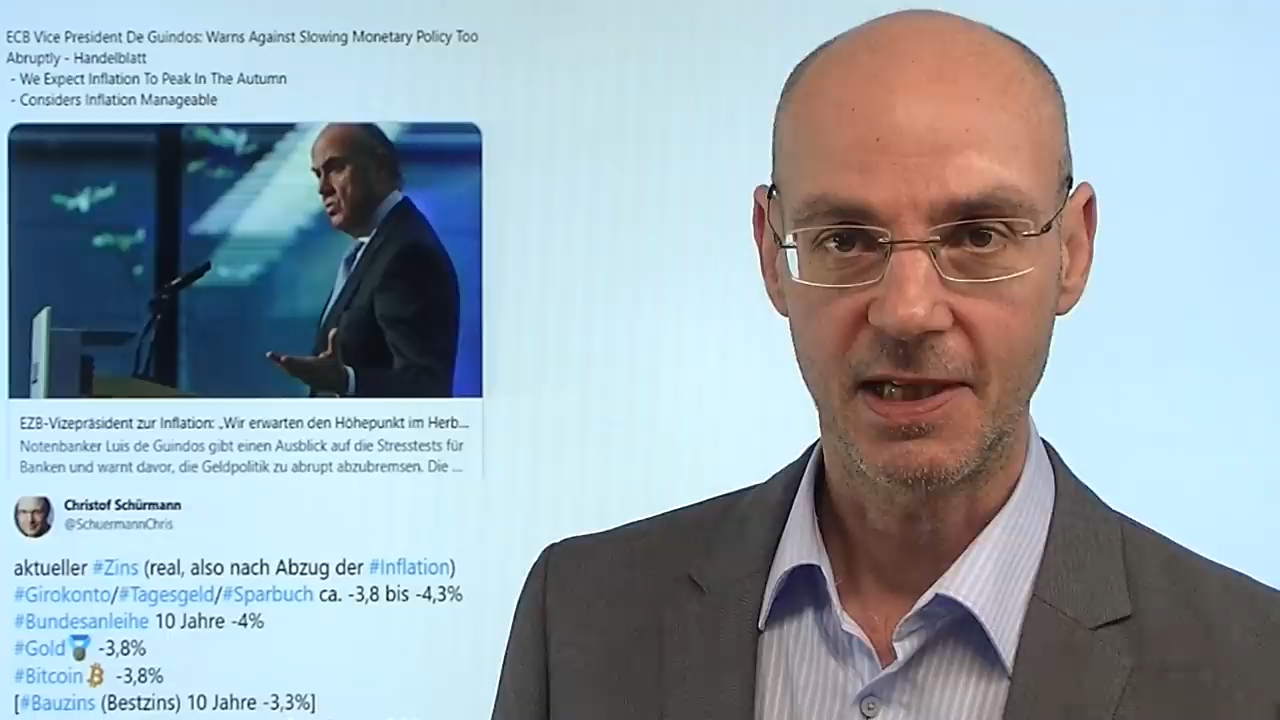 ECB Vice President De Guindos: Warns Against Slowing Monetary Policy Too
Abruptly - Handelblatt
- We Expect Inflation To Peak In The Autumn
- Considers Inflation Manageable
EZB-Vizepräsident zur Inflation: „Wir erwarten den Höhepunkt im Herb...
Notenbanker Luis de Guindos gibt einen Ausblick auf die Stresstests für
Banken und warnt davor, die Geldpolitik zu abrupt abzubremsen. Die ...
Christof Schürmann
@SchuermannChris
aktueller #Zins (real, also nach Abzug der #Inflation)
#Girokonto/#Tagesgeld/#Sparbuch ca. -3,8 bis -4,3%
#Bundesanleihe 10 Jahre -4%
#Gold -3,8%
#Bitcoin -3,8%
[#Bauzins (Bestzins) 10 Jahre -3,3%]